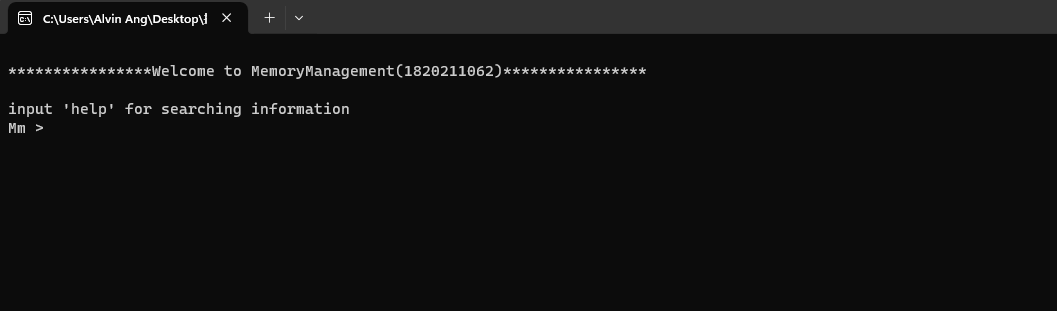 C:\Users\Alvin Ang\Desktop\
****************Welcome to MemoryManagement(1820211062)****************
input 'help' for searching information
Mm >